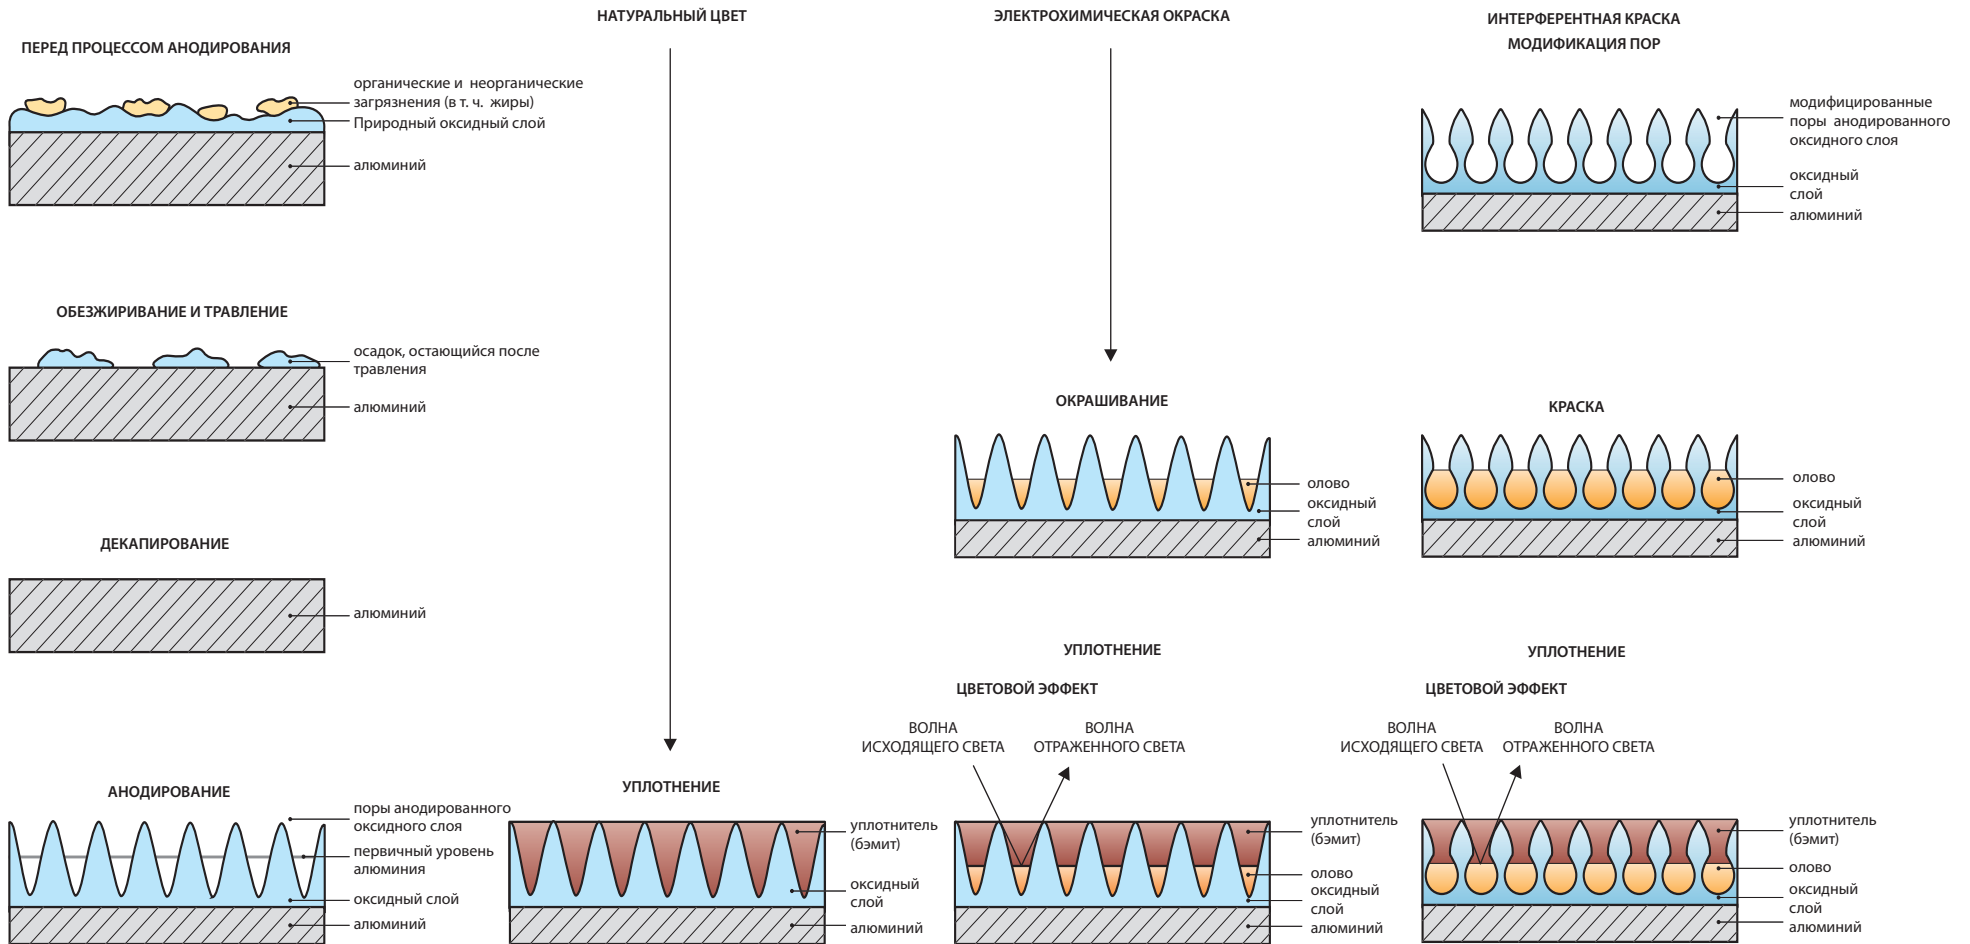 ПЕРЕД ПРОЦЕССОМ АНОДИРОВАНИЯ
органические и неорганические
загрязнения (в т. ч. жиры)
Природный оксидный слой
алюминий
ОБЕЗЖИРИВАНИЕ И ТРАВЛЕНИЕ
осадок, остающийся после
травления
алюминий
ДЕКАПИРОВАНИЕ
алюминий
АНОДИРОВАНИЕ
поры анодированного
оксидного слоя
первичный уровень
алюминия
оксидный слой
алюминий
НАТУРАЛЬНЫЙ ЦВЕТ
УПЛОТНЕНИЕ
уплотнитель
(бэмит)
оксидный
слой
алюминий
ЭЛЕКТРОХИМИЧЕСКАЯ ОКРАСКА
ОКРАШИВАНИЕ
олово
оксидный
слой
алюминий
УПЛОТНЕНИЕ
ЦВЕТОВОЙ ЭФФЕКТ
ВОЛНА
ИСХОДЯЩЕГО СВЕТА
ВОЛНА
ОТРАЖЕННОГО СВЕТА
уплотнитель
(бэмит)
олово
оксидный
слой
алюминий
ИНТЕРФЕРЕНТНАЯ КРАСКА
МОДИФИКАЦИЯ ПОР
модифицированные
поры анодированного
оксидного слоя
оксидный
слой
алюминий
КРАСКА
олово
оксидный
слой
алюминий
УПЛОТНЕНИЕ
ЦВЕТОВОЙ ЭФФЕКТ
ВОЛНА
ИСХОДЯЩЕГО СВЕТА
ВОЛНА
ОТРАЖЕННОГО СВЕТА
уплотнитель
(бэмит)
олово
оксидный
слой
алюминий